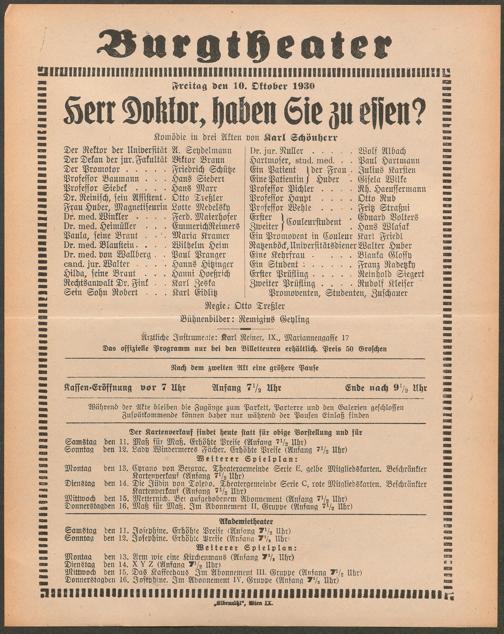 Burgtheater
Freitag den 10. Oktober 1930
Herr Doktor, haben Sie zu essen?
Komödie in drei Akten von Karl Schönherr
Der Rektor der Universität A. Seydelmann
Der Dekan der jur. Fakultät Viktor Braun
Der Promotor . . . . . Friedrich Schütze
Professor Baumann . . . Hans Siebert
Professor Siebek . . . . Hans Marr
Dr. Reinisch, sein Assistent . Otto Treßler
Frau Huber, Magistseurin Lotte Medelsky
Dr. med. Winkler . . . Ferd. Maierhofer
Dr. med. Heimüller . . . Emmerich Reimers
Paula, seine Braut . . . Maria Kramer
Dr. med. Blaustein . . . Wilhelm Heim
Dr. med. von Wallberg . Paul Pranger
cand. jur. Walter . . . Hanns Hitzinger
Hilda, seine Braut . . . Hanni Hoeßrich
Rechtsanwalt Dr. Fink . . Karl Zeska
Sein Sohn Robert . . . Karl Eidlitz
Dr. jur. Nuller . . . . . Wolf Albach
Hartmoser, stud. med. . . Paul Hartmann
Ein Patient } der Frau . Julius Karsten
Eine Patientin } Huber . Gisela Wilke
Professor Pichler . . . . Rh. Haeussermann
Professor Haupt . . . . Otto Rub
Professor Wehle . . . . Fritz Straßni
Erster } Couleurstudent . . Eduard Volters
Zweiter } Hans Wlasak
Ein Promovent in Couleur Karl Friedl
Ratzenböck, Universitätsdiener Walter Huber
Eine Kehrfrau . . . . . Blanka Glossy
Ein Student . . . . . . Franz Radetzky
Erster Prüfling . . . . Reinhold Siegert
Zweiter Prüfling . . . . Rudolf Kleiser
Promoventen, Studenten, Zuschauer
Regie: Otto Treßler
Bühnenbilder: Remigius Geyling
Ärztliche Instrumente: Karl Reiner, IX., Mariannengasse 17
Das offizielle Programm nur bei den Billetteuren erhältlich. Preis 50 Groschen
Nach dem zweiten Akt eine größere Pause
Kassen-Eröffnung vor 7 Uhr Anfang 7½ Uhr Ende nach 9½ Uhr
Während der Akte bleiben die Zugänge zum Parkett, Parterre und den Galerien geschlossen
Zuspätkommende können daher nur während der Pausen Einlaß finden
Der Kartenverkauf findet heute statt für obige Vorstellung und für
Samstag den 11. Maß für Maß. Erhöhte Preise (Anfang 7½ Uhr)
Sonntag den 12. Lady Windermeres Fächer. Erhöhte Preise (Anfang 7½ Uhr)
Weiterer Spielplan:
Montag den 13. Cyrano von Bergerac. Theatergemeinde Serie E, gelbe Mitgliedskarten. Beschränkter
Kartenverkauf (Anfang 7½ Uhr)
Dienstag den 14. Die Jüdin von Toledo. Theatergemeinde Serie C, rote Mitgliedskarten. Beschränkter
Kartenverkauf (Anfang 7½ Uhr)
Mittwoch den 15. Metternich. Bei aufgehobenem Abonnement (Anfang 7½ Uhr)
Donnerstag den 16. Maß für Maß. Im Abonnement II. Gruppe (Anfang 7½ Uhr)
Akademietheater
Samstag den 11. Josephine. Erhöhte Preise (Anfang 7½ Uhr)
Sonntag den 12. Josephine. Erhöhte Preise (Anfang 7½ Uhr)
Weiterer Spielplan:
Montag den 13. Arm wie eine Kirchenmaus (Anfang 7½ Uhr)
Dienstag den 14. X Y Z (Anfang 7½ Uhr)
Mittwoch den 15. Das Kaffeehaus Im Abonnement III. Gruppe (Anfang 7½ Uhr)
Donnerstag den 16. Josephine. Im Abonnement IV. Gruppe (Anfang 7½ Uhr)
„Elbemühl", Wien IX.